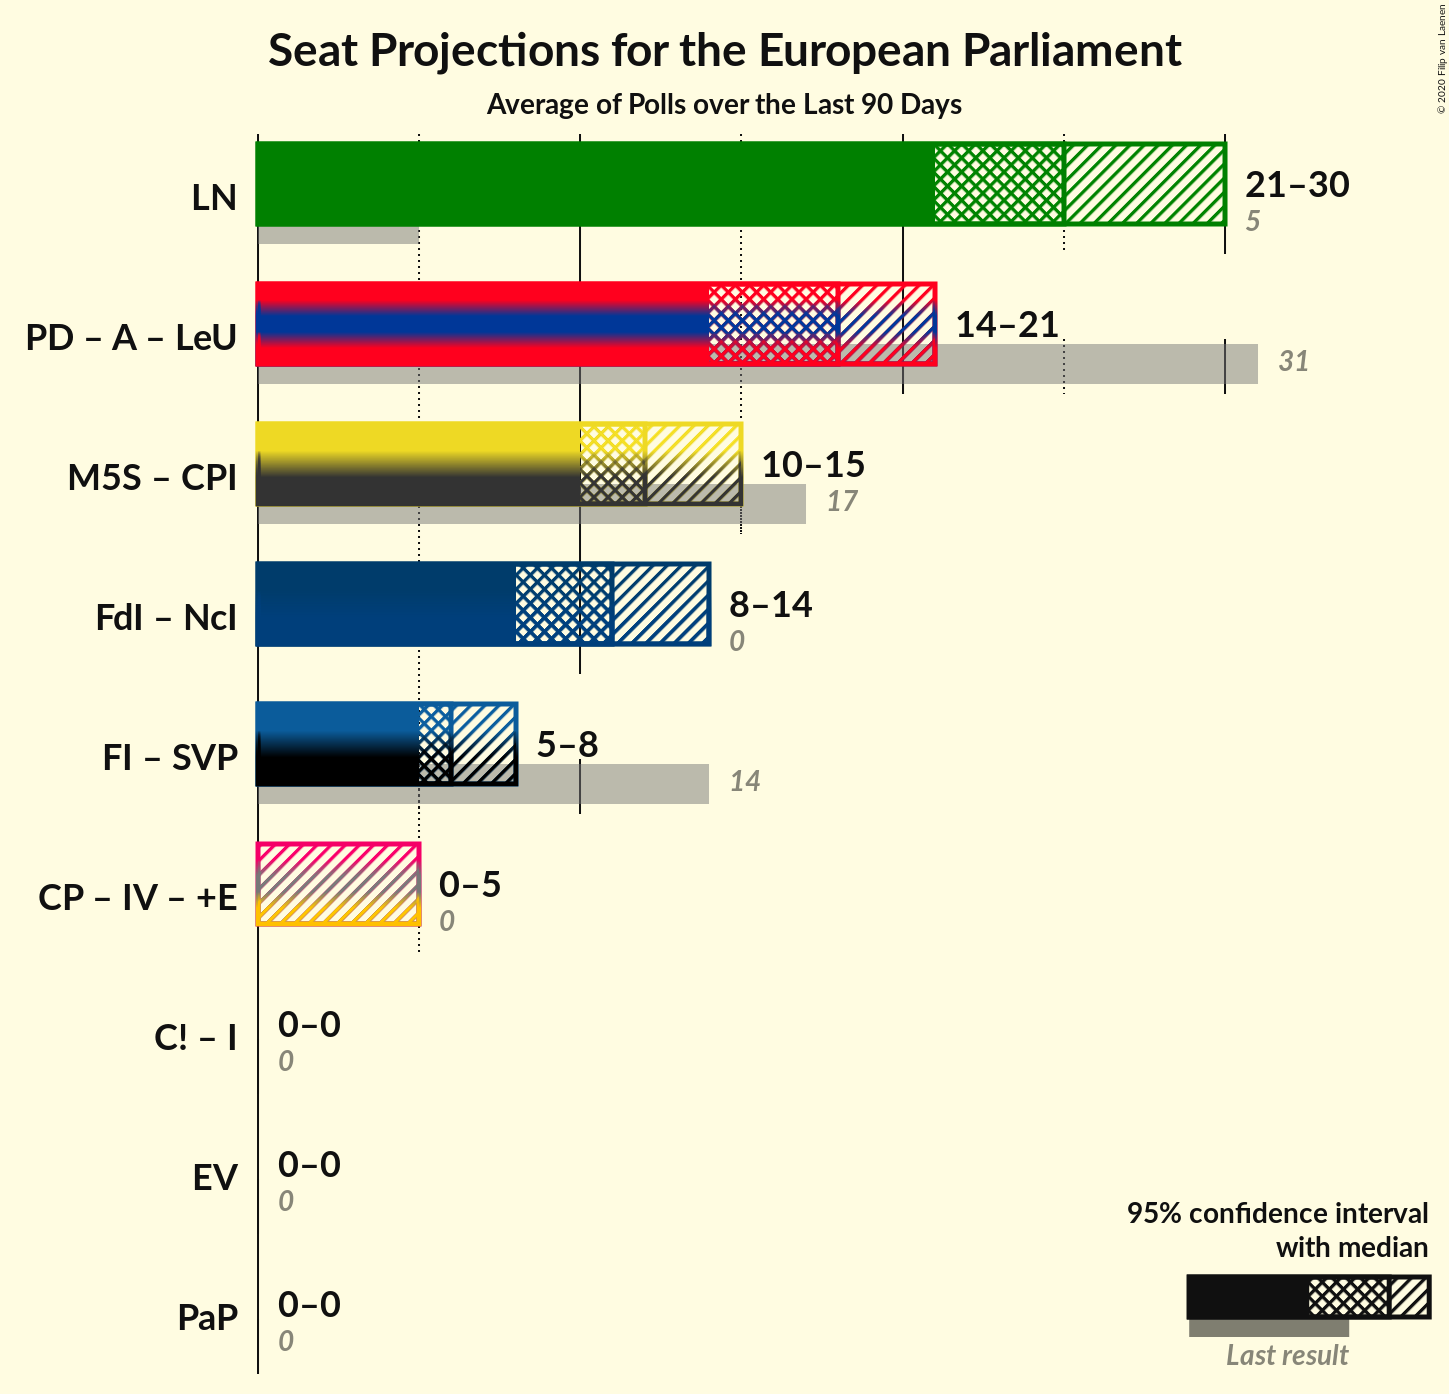 Seat Projections for the European Parliament
Average of Polls over the Last 90 Days
© 2020 Filip van Laenen
LN
21–30
5
PD – A – LeU
14–21
31
M5S – CPI
10–15
17
FdI – NcI
8–14
0
FI – SVP
5–8
14
CP – IV – +E
0–5
0
C! – I
0–0
0
EV
0–0
0
PaP
0–0
0
95% confidence interval
with median
Last result